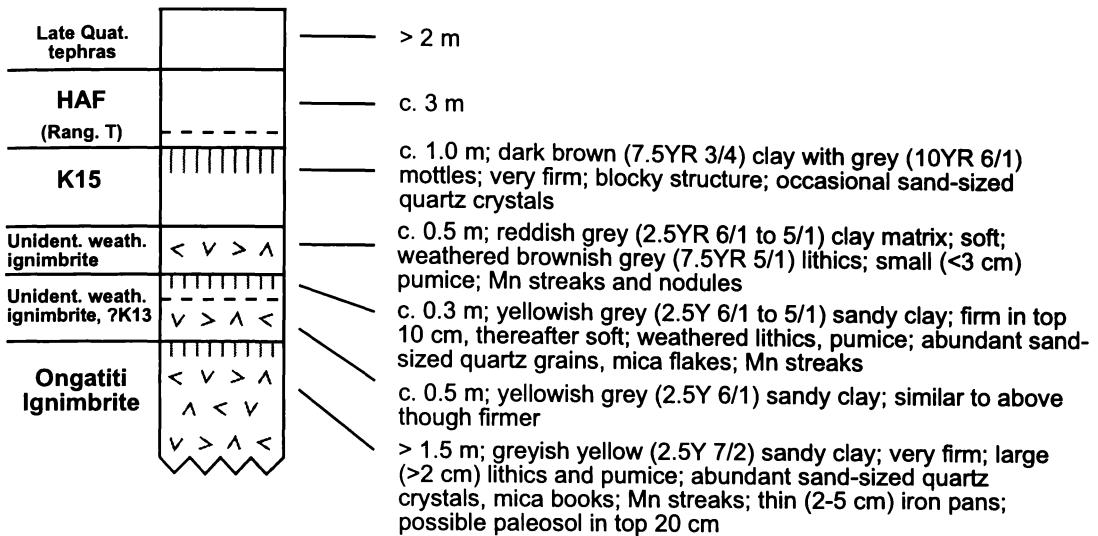 Late Quat.
tephras
> 2 m
HAF
(Rang. T)
c. 3 m
K15
c. 1.0 m; dark brown (7.5YR 3/4) clay with grey (10YR 6/1)
mottles; very firm; blocky structure; occasional sand-sized
quartz crystals
Unident. weath.
ignimbrite
c. 0.5 m; reddish grey (2.5YR 6/1 to 5/1) clay matrix; soft;
weathered brownish grey (7.5YR 5/1) lithics; small (<3 cm)
pumice; Mn streaks and nodules
Unident. weath.
ignimbrite, ?K13
c. 0.3 m; yellowish grey (2.5Y 6/1 to 5/1) sandy clay; firm in top
10 cm, thereafter soft; weathered lithics, pumice; abundant sand-
sized quartz grains, mica flakes; Mn streaks
c. 0.5 m; yellowish grey (2.5Y 6/1) sandy clay; similar to above
though firmer
Ongatiti
Ignimbrite
> 1.5 m; greyish yellow (2.5Y 7/2) sandy clay; very firm; large
(>2 cm) lithics and pumice; abundant sand-sized quartz
crystals, mica books; Mn streaks; thin (2-5 cm) iron pans;
possible paleosol in top 20 cm